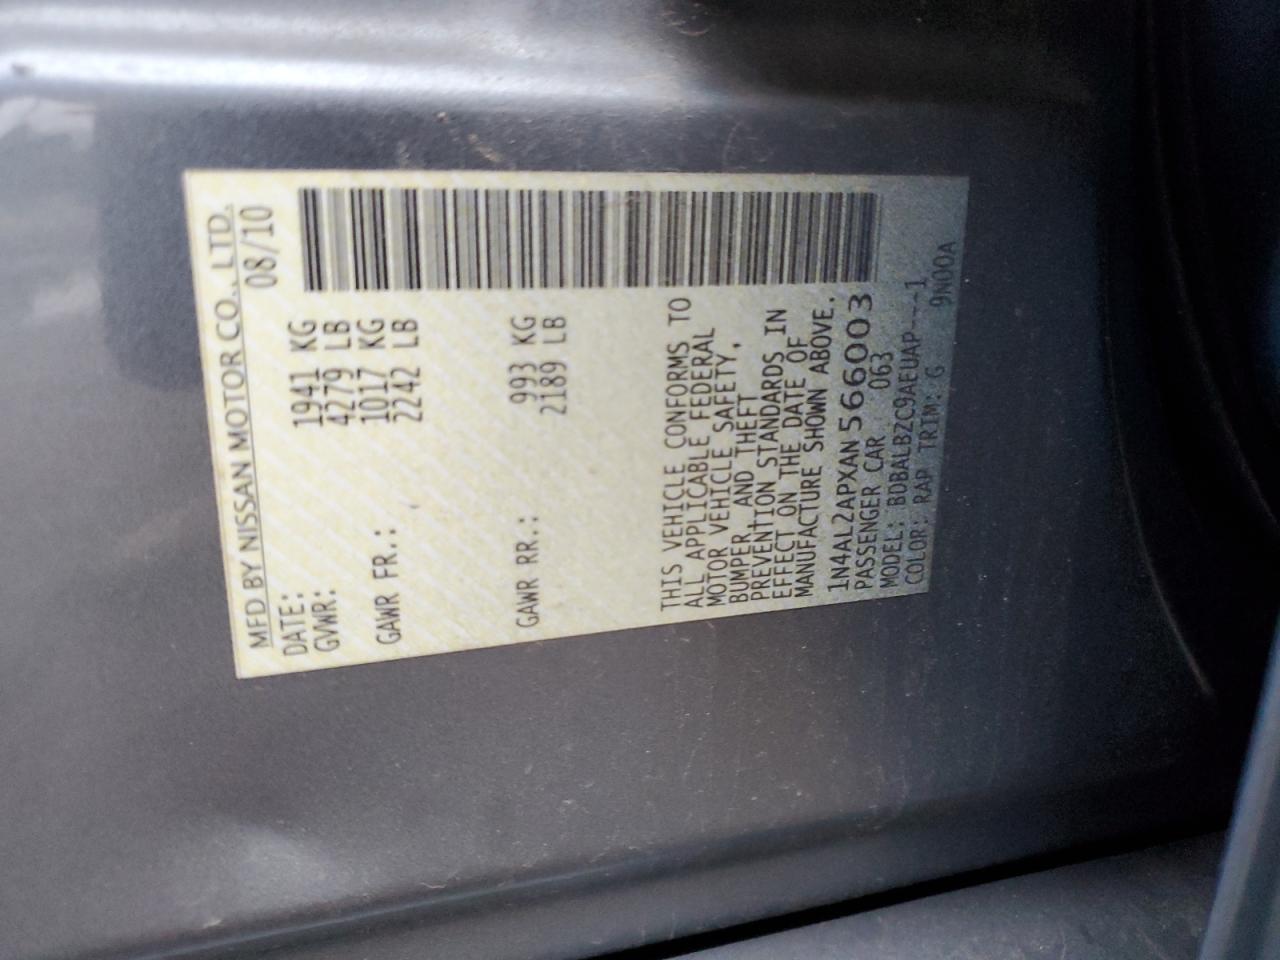 MFD BY NISSAN MOTOR CO., LTD.
DATE: 08/10
GVWR: 1941 KG
4279 LB
GAWR FR.: 1017 KG
2242 LB
GAWR RR.: 993 KG
2189 LB
THIS VEHICLE CONFORMS TO
ALL APPLICABLE FEDERAL
MOTOR VEHICLE SAFETY,
BUMPER, AND THEFT
PREVENTION STANDARDS IN
EFFECT ON THE DATE OF
MANUFACTURE SHOWN ABOVE.
1N4AL2APXAN566003
PASSENGER CAR 063
MODEL: BDBALBZC9AEUAP---1
COLOR: RAP TRIM: G 9N00A